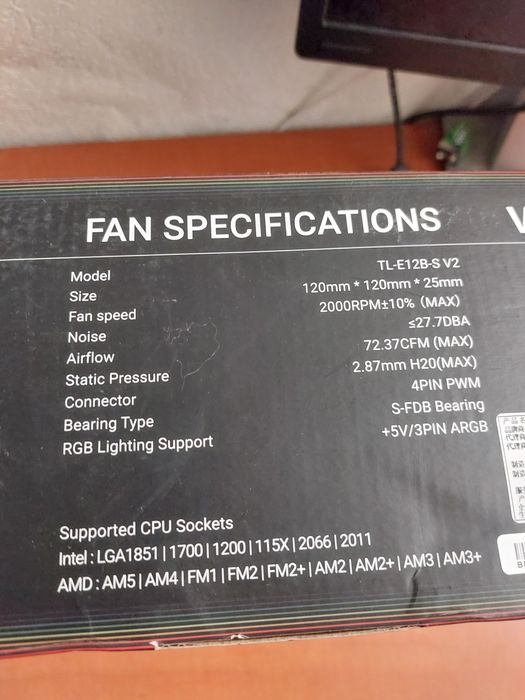 FAN SPECIFICATIONS
Model TL-E12B-S V2
Size 120mm * 120mm * 25mm
Fan speed 2000RPM±10% (MAX)
Noise ≤27.7DBA
Airflow 72.37CFM (MAX)
Static Pressure 2.87mm H20(MAX)
Connector 4PIN PWM
Bearing Type S-FDB Bearing
RGB Lighting Support +5V/3PIN ARGB
Supported CPU Sockets
Intel : LGA1851 | 1700 | 1200 | 115X | 2066 | 2011
AMD : AM5 | AM4 | FM1 | FM2 | FM2+ | AM2 | AM2+ | AM3 | AM3+